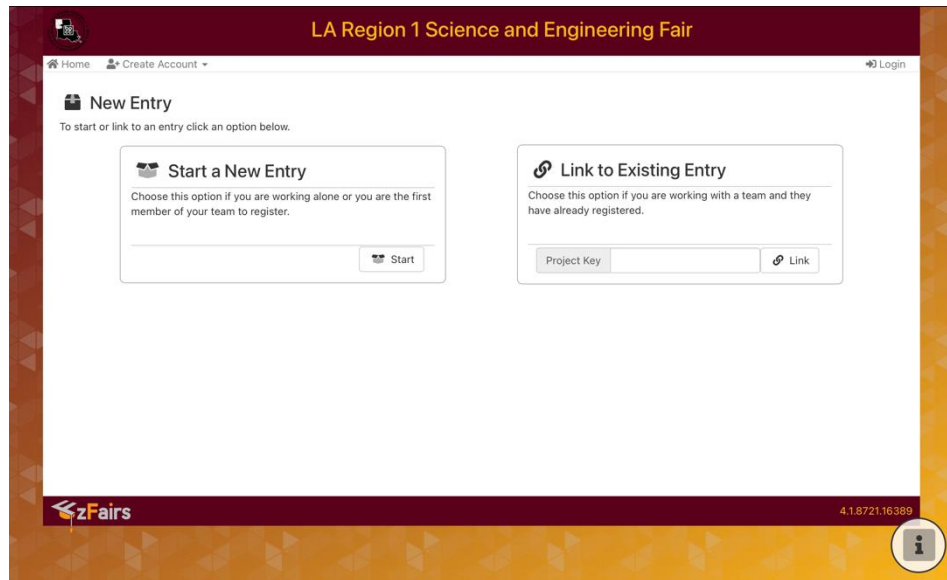 LA Region 1 Science and Engineering Fair
Home Create Account Login
New Entry
To start or link to an entry click an option below.
Start a New Entry
Choose this option if you are working alone or you are the first
member of your team to register.
Start
Link to Existing Entry
Choose this option if you are working with a team and they
have already registered.
Project Key Link
zFairs
4.1.8721.16389